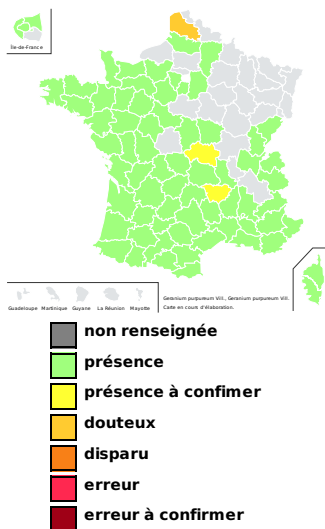 Île-de-France
Geranium purpureum Vill., Geranium purpureum Vill.
Carte en cours d'élaboration.
Guadeloupe Martinique Guyane La Réunion Mayotte
non renseignée
présence
présence à confimer
douteux
disparu
erreur
erreur à confirmer